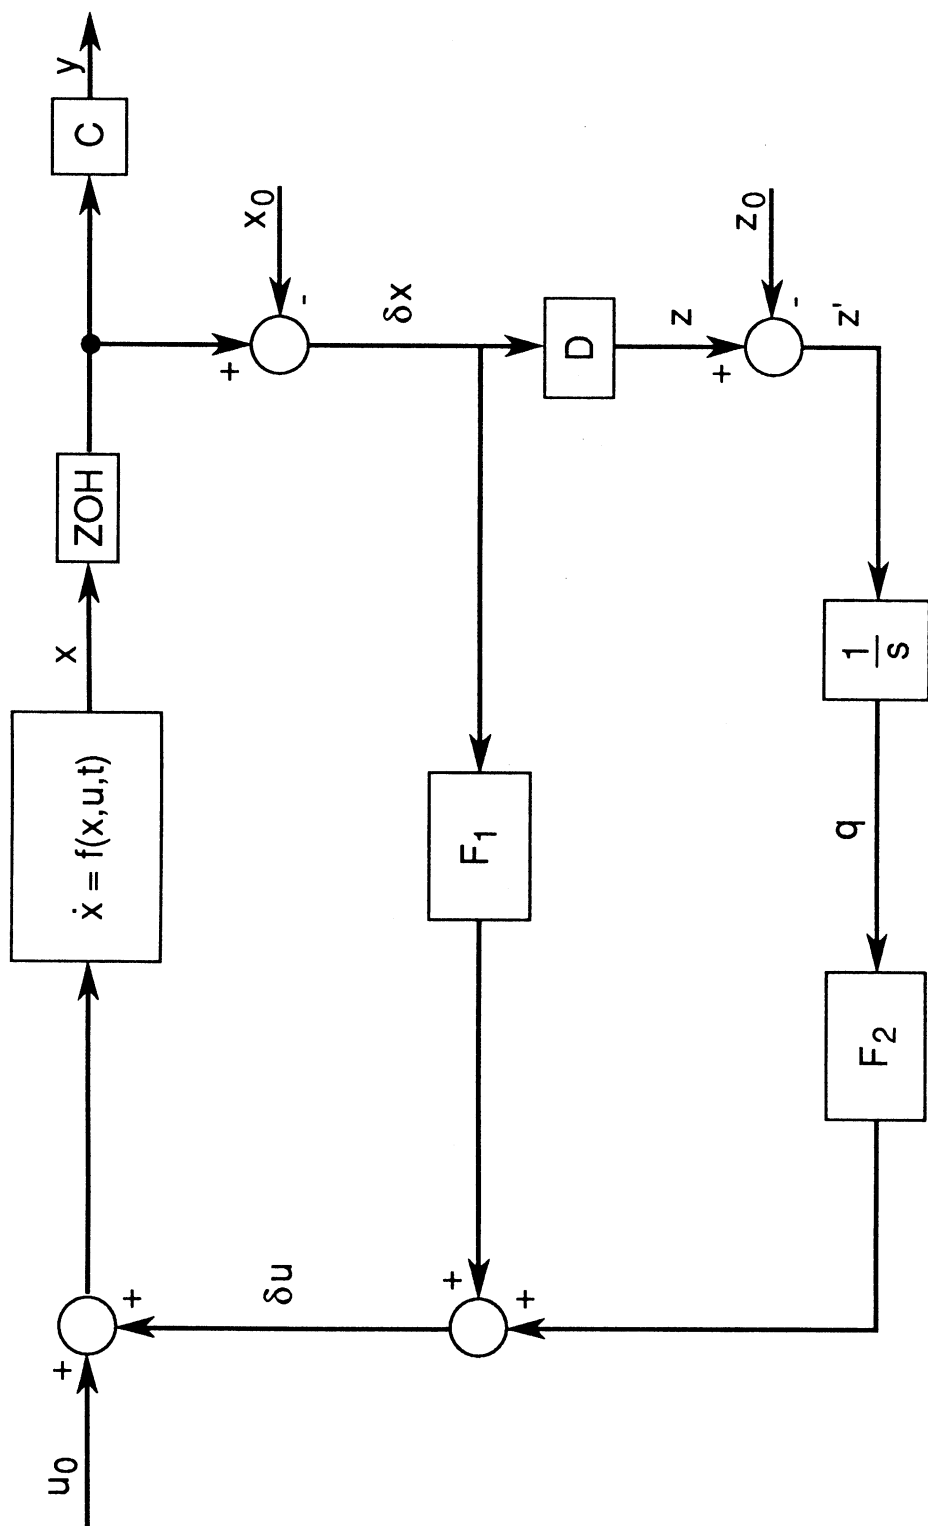 u₀
+
+
δu
ẋ = f(x,u,t)
x
ZOH
C
y
+
-
x₀
δx
+
+
F₁
D
z
+
-
z₀
z'
1
s
q
F₂